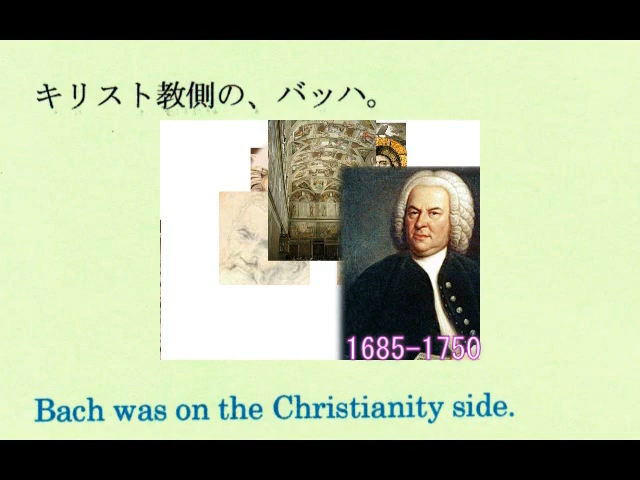 キリスト教側の、バッハ。
1685-1750
Bach was on the Christianity side.